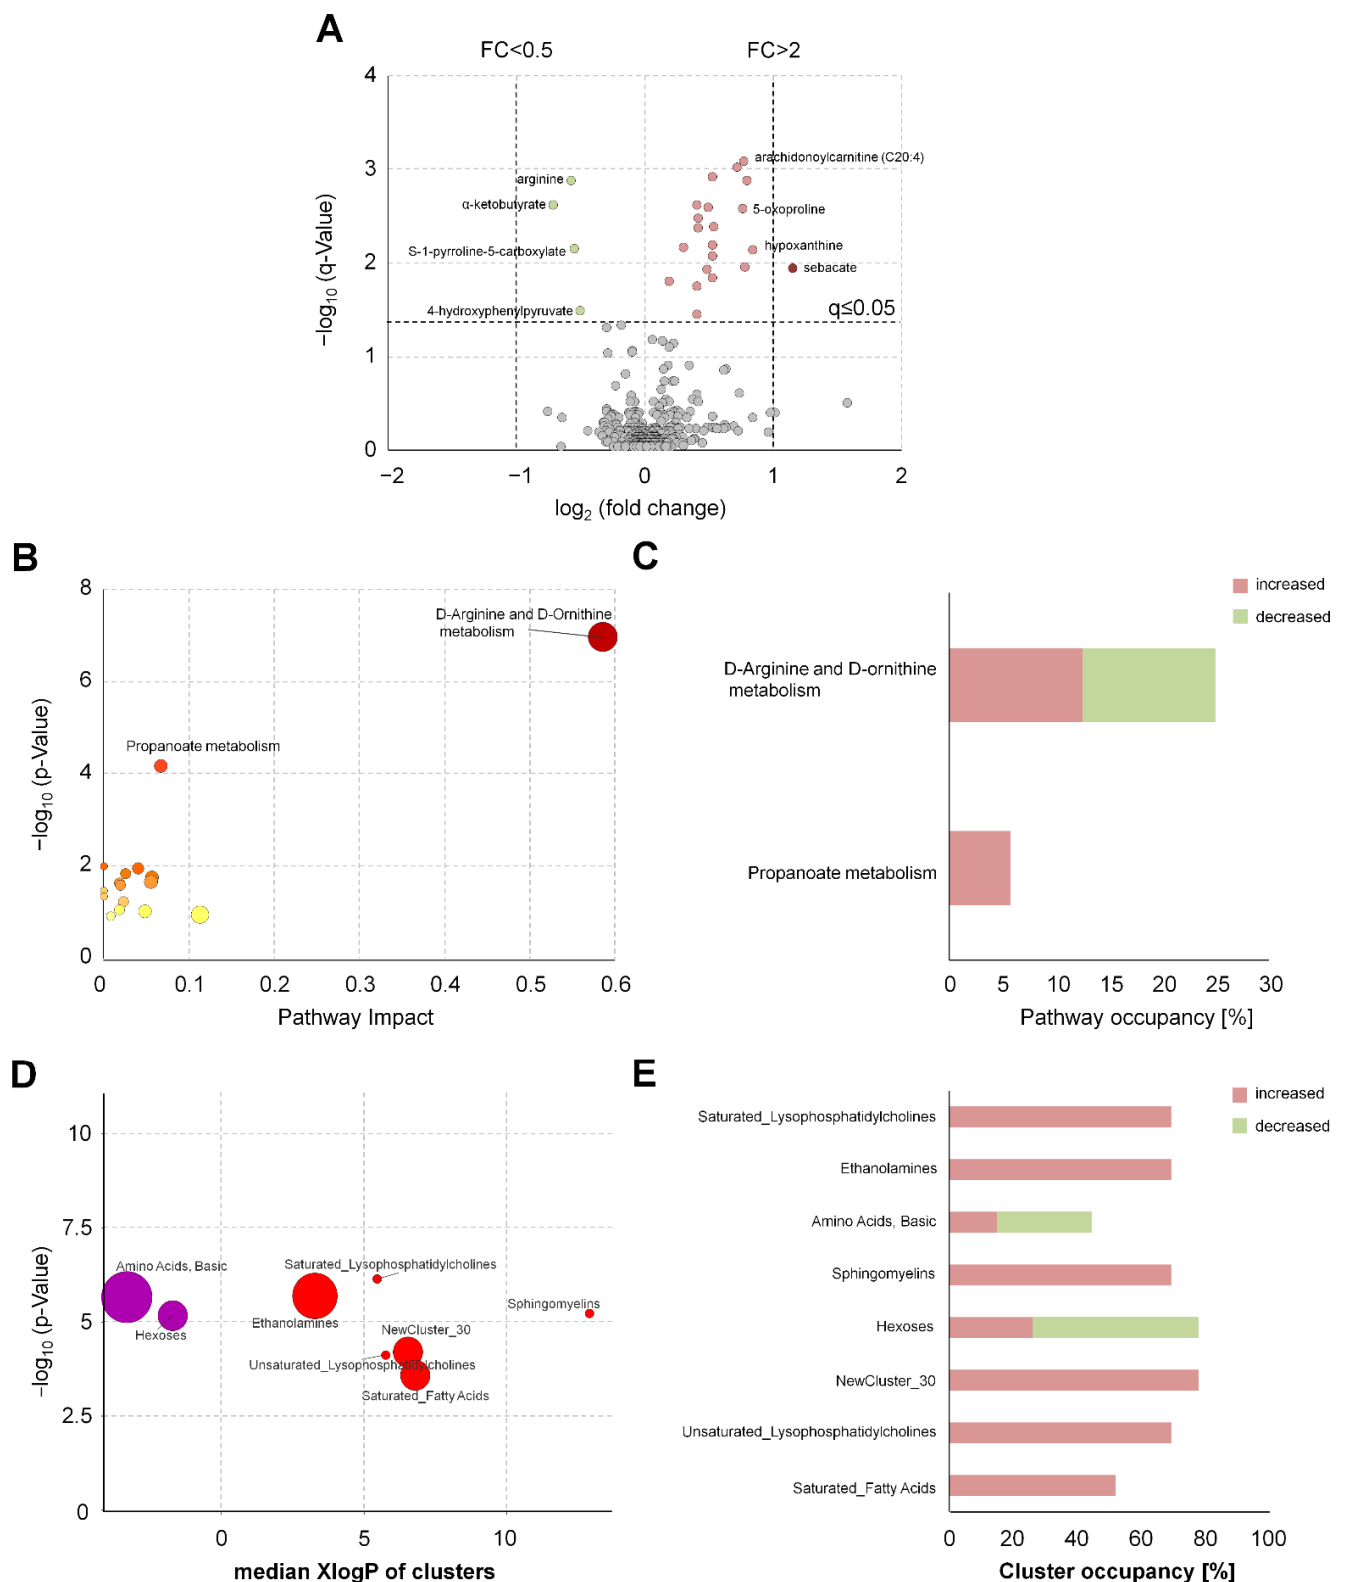 A
FC<0.5
FC>2
4
3
2
1
0
−log10 (q-Value)
arachidonoylcarnitine (C20:4)
arginine
α-ketobutyrate
5-oxoproline
S-1-pyrroline-5-carboxylate
hypoxanthine
sebacate
4-hydroxyphenylpyruvate
q≤0.05
−2
−1
0
1
2
log2 (fold change)
B
8
6
4
2
0
−log10 (p-Value)
D-Arginine and D-Ornithine
metabolism
Propanoate metabolism
0
0.1
0.2
0.3
0.4
0.5
0.6
Pathway Impact
C
increased
decreased
D-Arginine and D-ornithine
metabolism
Propanoate metabolism
0
5
10
15
20
25
30
Pathway occupancy [%]
D
10
7.5
5
2.5
0
−log10 (p-Value)
Amino Acids, Basic
Saturated_Lysophosphatidylcholines
Sphingomyelins
Hexoses
Ethanolamines
NewCluster_30
Unsaturated_Lysophosphatidylcholines
Saturated_Fatty Acids
0
5
10
median XlogP of clusters
E
increased
decreased
Saturated_Lysophosphatidylcholines
Ethanolamines
Amino Acids, Basic
Sphingomyelins
Hexoses
NewCluster_30
Unsaturated_Lysophosphatidylcholines
Saturated_Fatty Acids
0
20
40
60
80
100
Cluster occupancy [%]